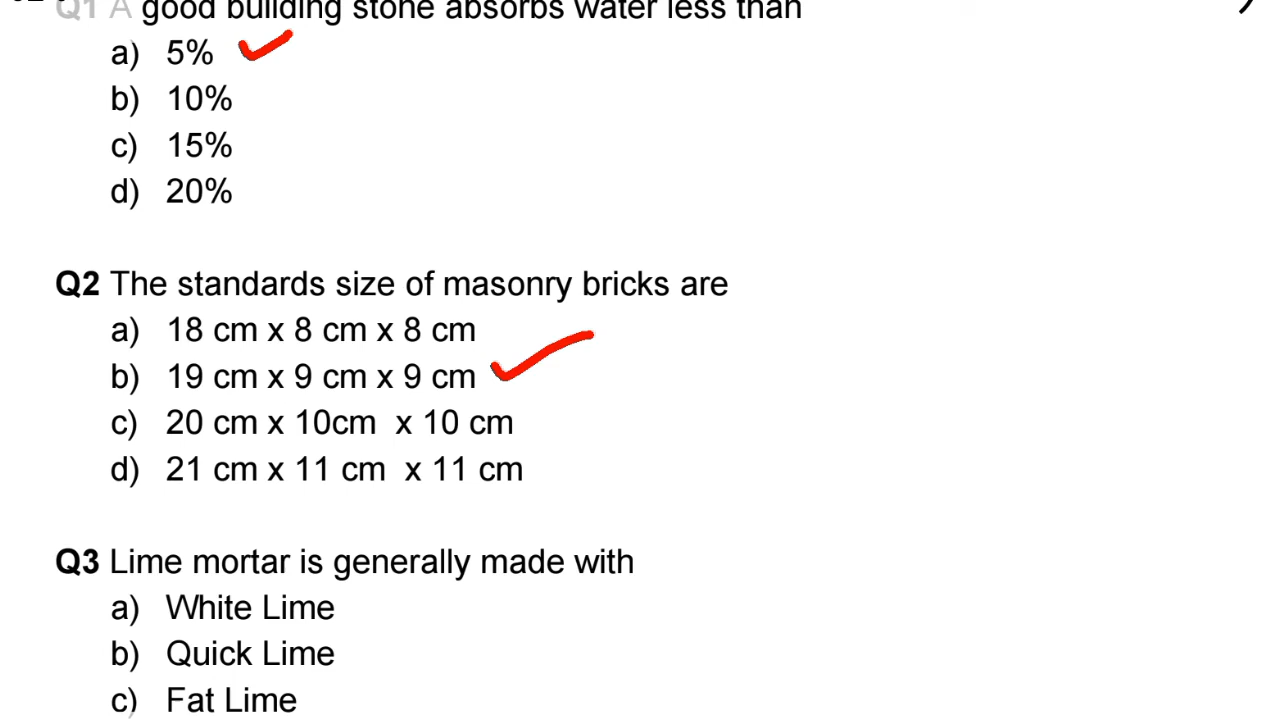 Q1 A good building stone absorbs water less than
a) 5%
b) 10%
c) 15%
d) 20%
Q2 The standards size of masonry bricks are
a) 18 cm x 8 cm x 8 cm
b) 19 cm x 9 cm x 9 cm
c) 20 cm x 10cm x 10 cm
d) 21 cm x 11 cm x 11 cm
Q3 Lime mortar is generally made with
a) White Lime
b) Quick Lime
c) Fat Lime